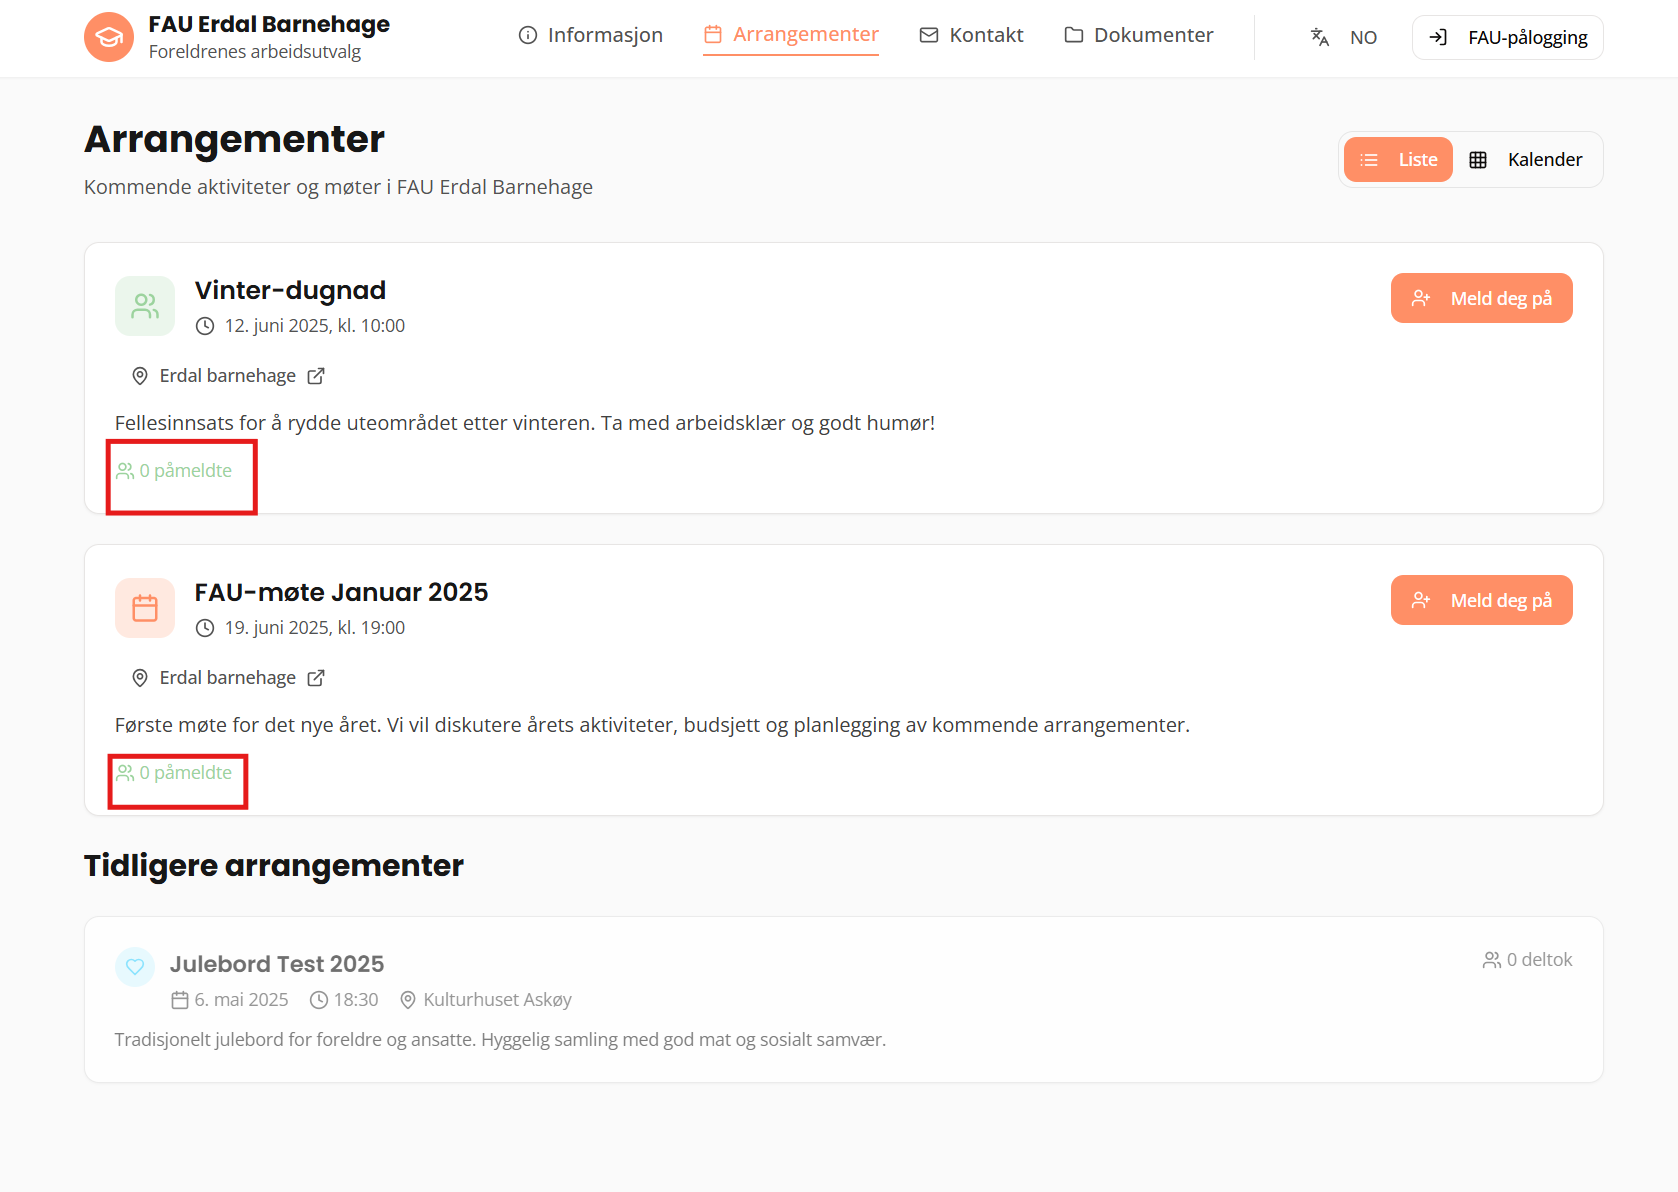 FAU Erdal Barnehage
Foreldrenes arbeidsutvalg
Informasjon
Arrangementer
Kontakt
Dokumenter
NO
FAU-pålogging
Arrangementer
Kommende aktiviteter og møter i FAU Erdal Barnehage
Liste
Kalender
Vinter-dugnad
12. juni 2025, kl. 10:00
Meld deg på
Erdal barnehage
Fellesinnsats for å rydde uteområdet etter vinteren. Ta med arbeidsklær og godt humør!
0 påmeldte
FAU-møte Januar 2025
19. juni 2025, kl. 19:00
Meld deg på
Erdal barnehage
Første møte for det nye året. Vi vil diskutere årets aktiviteter, budsjett og planlegging av kommende arrangementer.
0 påmeldte
Tidligere arrangementer
Julebord Test 2025
0 deltok
6. mai 2025 18:30 Kulturhuset Askøy
Tradisjonelt julebord for foreldre og ansatte. Hyggelig samling med god mat og sosialt samvær.